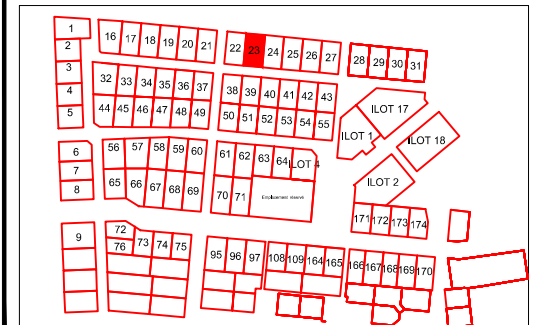 1
2
3
4
5
16 17 18 19 20 21
22 23 24 25 26 27
28 29 30 31
32 33 34 35 36 37
44 45 46 47 48 49
38 39 40 41 42 43
50 51 52 53 54 55
ILOT 17
ILOT 1
ILOT 18
6
7
8
56 57 58 59 60
65 66 67 68 69
61 62 63 64 ILOT 4
70 71 Emplacement réservé
ILOT 2
171 172 173 174
9
72
76 73 74 75
95 96 97
108 109 164 165
166 167 168 169 170